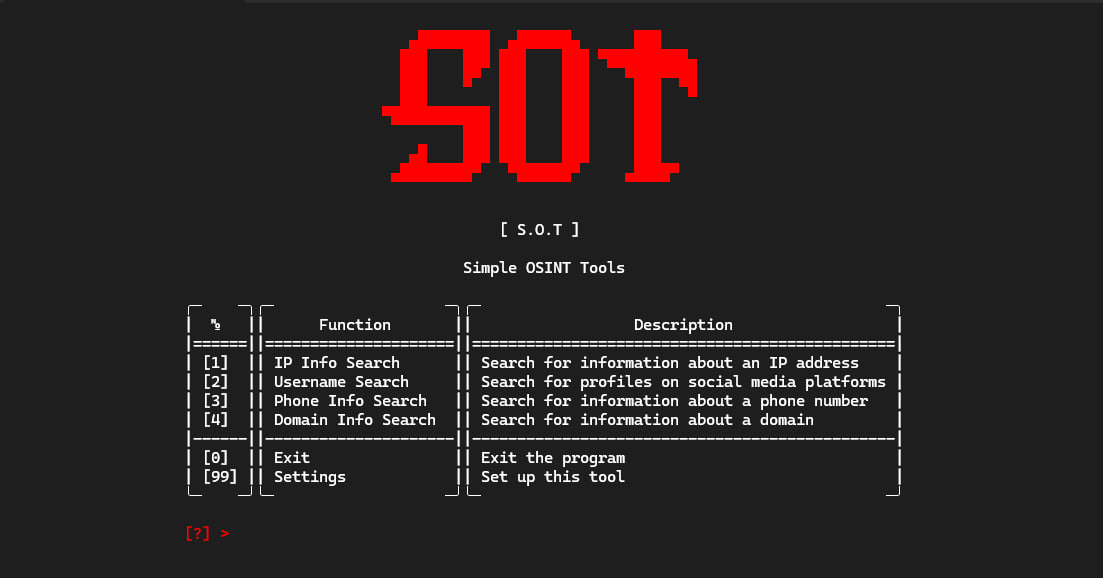 SOT
[ S.O.T ]
Simple OSINT Tools
№ Function Description
[1] IP Info Search Search for information about an IP address
[2] Username Search Search for profiles on social media platforms
[3] Phone Info Search Search for information about a phone number
[4] Domain Info Search Search for information about a domain
[0] Exit Exit the program
[99] Settings Set up this tool
[?] >